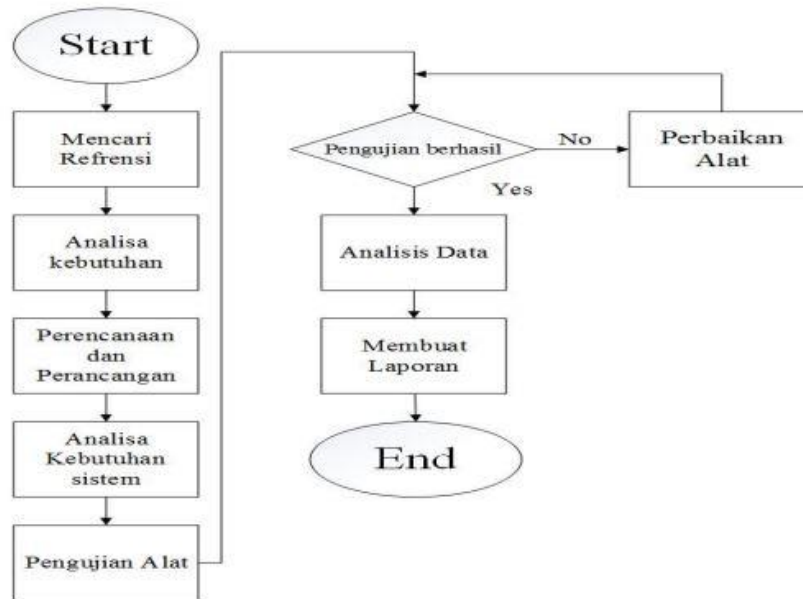 Start
Mencari
Refrensi
Analisa
kebutuhan
Perencanaan
dan
Perancangan
Analisa
Kebutuhan
sistem
Pengujian Alat
Pengujian berhasil
No
Perbaikan
Alat
Yes
Analisis Data
Membuat
Laporan
End